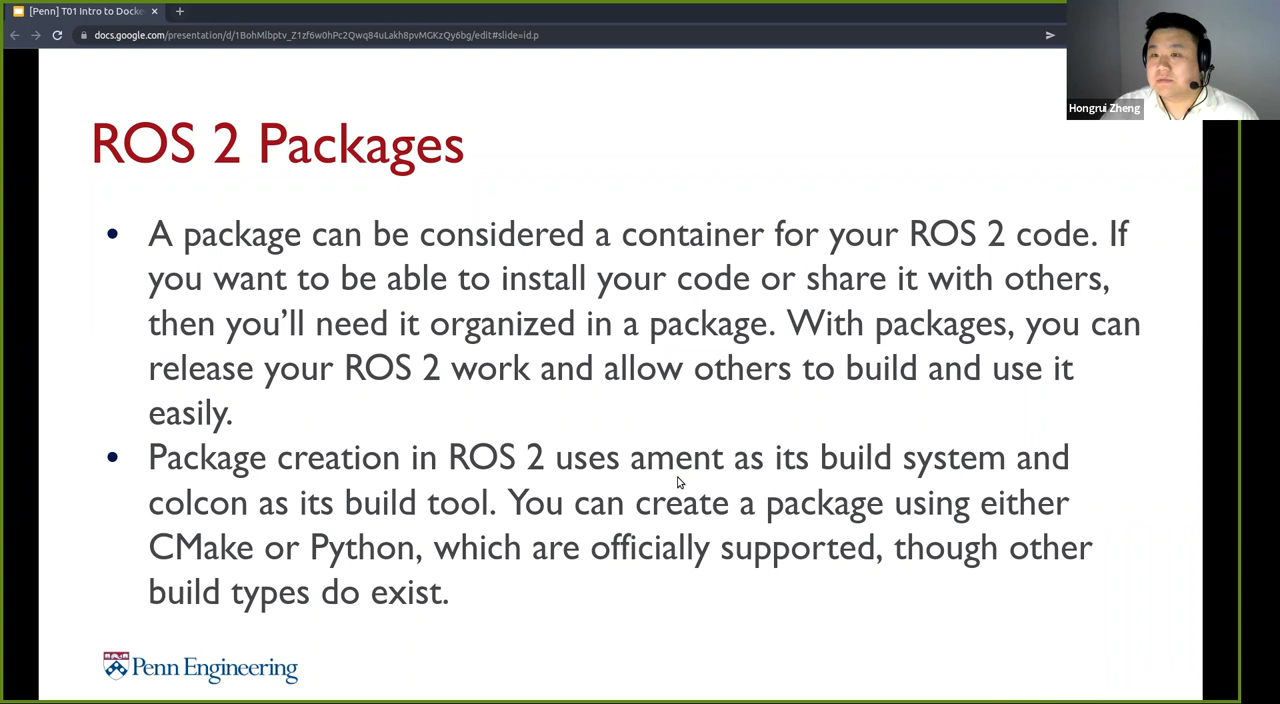 [Penn] T01 Intro to Docke
docs.google.com/presentation/d/1BohMlbptv_Z1zf6w0hPc2Qwq84uLakh8pvMGKzQy6bg/edit#slide=id.p
Hongrui Zheng
ROS 2 Packages
• A package can be considered a container for your ROS 2 code. If
you want to be able to install your code or share it with others,
then you’ll need it organized in a package. With packages, you can
release your ROS 2 work and allow others to build and use it
easily.
• Package creation in ROS 2 uses ament as its build system and
colcon as its build tool. You can create a package using either
CMake or Python, which are officially supported, though other
build types do exist.
Penn Engineering